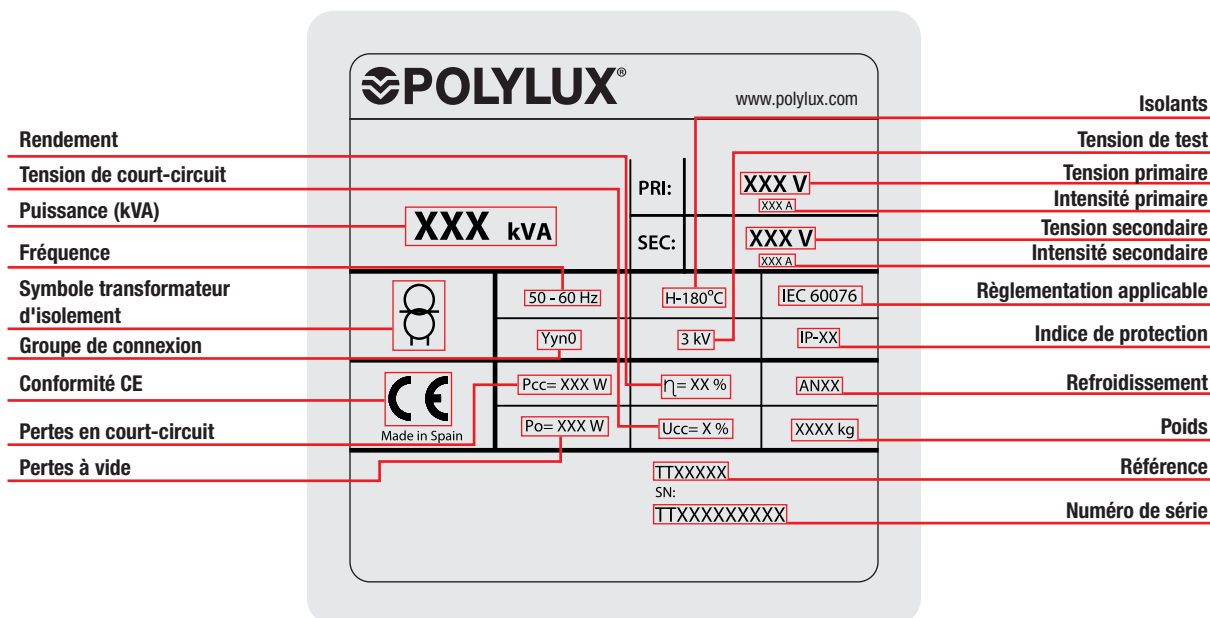 POLYLUX®
www.polylux.com
Rendement
Tension de court-circuit
Puissance (kVA)
Fréquence
Symbole transformateur
d'isolement
Groupe de connexion
Conformité CE
Pertes en court-circuit
Pertes à vide
XXX kVA
PRI:
XXX V
XXX A
SEC:
XXX V
XXX A
50 - 60 Hz
H-180°C
IEC 60076
Yyn0
3 kV
IP-XX
CE
Made in Spain
Pcc= XXX W
η= XX %
ANXX
Po= XXX W
Ucc= X %
XXXX kg
TTXXXXX
SN:
TTXXXXXXXXX
Isolants
Tension de test
Tension primaire
Intensité primaire
Tension secondaire
Intensité secondaire
Règlementation applicable
Indice de protection
Refroidissement
Poids
Référence
Numéro de série